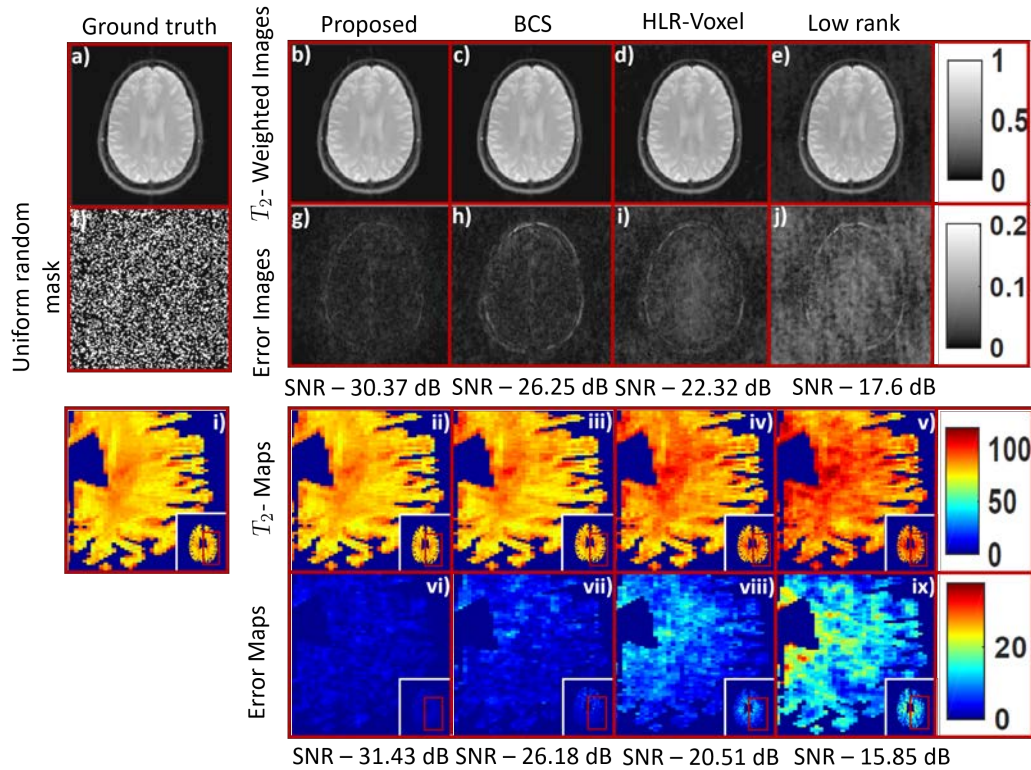 Ground truth
Proposed
BCS
HLR-Voxel
Low rank
T₂- Weighted Images
a)
b)
c)
d)
e)
1
0.5
0
Uniform random
mask
f)
Error Images
g)
h)
i)
j)
0.2
0.1
0
SNR – 30.37 dB
SNR – 26.25 dB
SNR – 22.32 dB
SNR – 17.6 dB
i)
T₂- Maps
ii)
iii)
iv)
v)
100
50
0
Error Maps
vi)
vii)
viii)
ix)
20
0
SNR – 31.43 dB
SNR – 26.18 dB
SNR – 20.51 dB
SNR – 15.85 dB